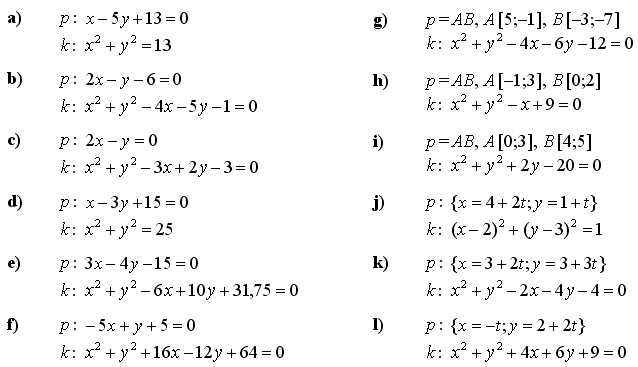 a) p: x − 5y + 13 = 0
k: x² + y² = 13
b) p: 2x − y − 6 = 0
k: x² + y² − 4x − 5y − 1 = 0
c) p: 2x − y = 0
k: x² + y² − 3x + 2y − 3 = 0
d) p: x − 3y + 15 = 0
k: x² + y² = 25
e) p: 3x − 4y − 15 = 0
k: x² + y² − 6x + 10y + 31,75 = 0
f) p: − 5x + y + 5 = 0
k: x² + y² + 16x − 12y + 64 = 0
g) p = AB, A[5;−1], B[−3;−7]
k: x² + y² − 4x − 6y − 12 = 0
h) p = AB, A[−1;3], B[0;2]
k: x² + y² − x + 9 = 0
i) p = AB, A[0;3], B[4;5]
k: x² + y² + 2y − 20 = 0
j) p: {x = 4 + 2t; y = 1 + t}
k: (x − 2)² + (y − 3)² = 1
k) p: {x = 3 + 2t; y = 3 + 3t}
k: x² + y² − 2x − 4y − 4 = 0
l) p: {x = −t; y = 2 + 2t}
k: x² + y² + 4x + 6y + 9 = 0